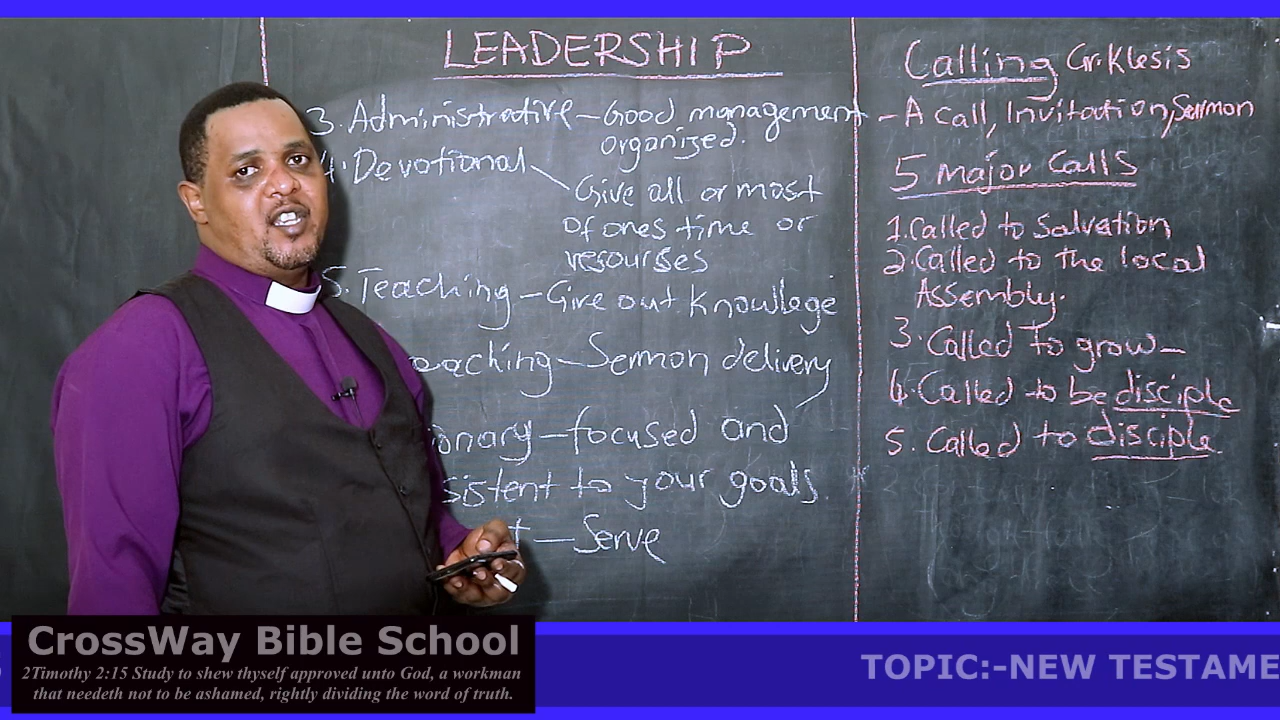 LEADERSHIP
3. Administrative – Good management
organized.
4. Devotional
Give all or most
of ones time or
resourses
5. Teaching – Give out knowlege
eaching – Sermon delivery
ionary – focused and
sistent to your goals.
t – Serve
Calling Gr. Klesis
– A call, Invitation, Sermon
5 Major Calls
1. Called to Salvation
2. Called to the local
Assembly.
3. Called to grow –
4. Called to be disciple
5. Called to disciple
CrossWay Bible School
2Timothy 2:15 Study to shew thyself approved unto God, a workman
that needeth not to be ashamed, rightly dividing the word of truth.
TOPIC:-NEW TESTAME